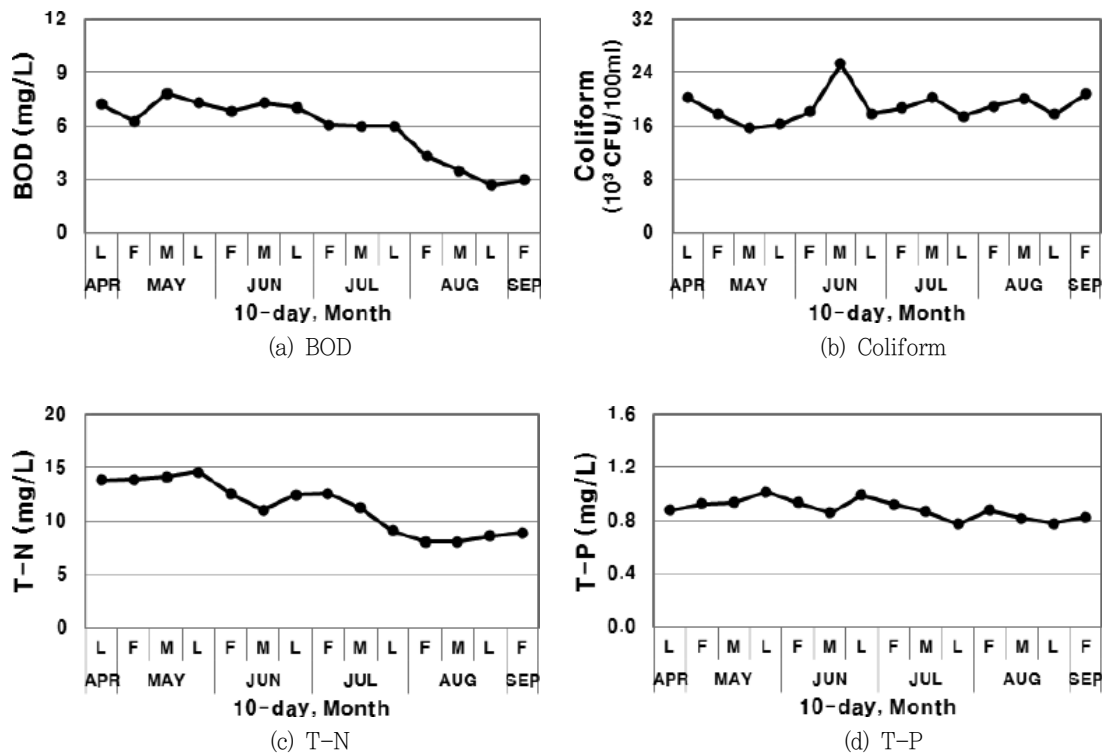 12
9
6
3
0
BOD (mg/L)
L F M L F M L F M L F M L F
APR MAY JUN JUL AUG SEP
10-day, Month
(a) BOD
32
24
16
8
0
Coliform
(10³ CFU/100ml)
L F M L F M L F M L F M L F
APR MAY JUN JUL AUG SEP
10-day, Month
(b) Coliform
20
15
10
5
0
T-N (mg/L)
L F M L F M L F M L F M L F
APR MAY JUN JUL AUG SEP
10-day, Month
(c) T-N
1.6
1.2
0.8
0.4
0.0
T-P (mg/L)
L F M L F M L F M L F M L F
APR MAY JUN JUL AUG SEP
10-day, Month
(d) T-P